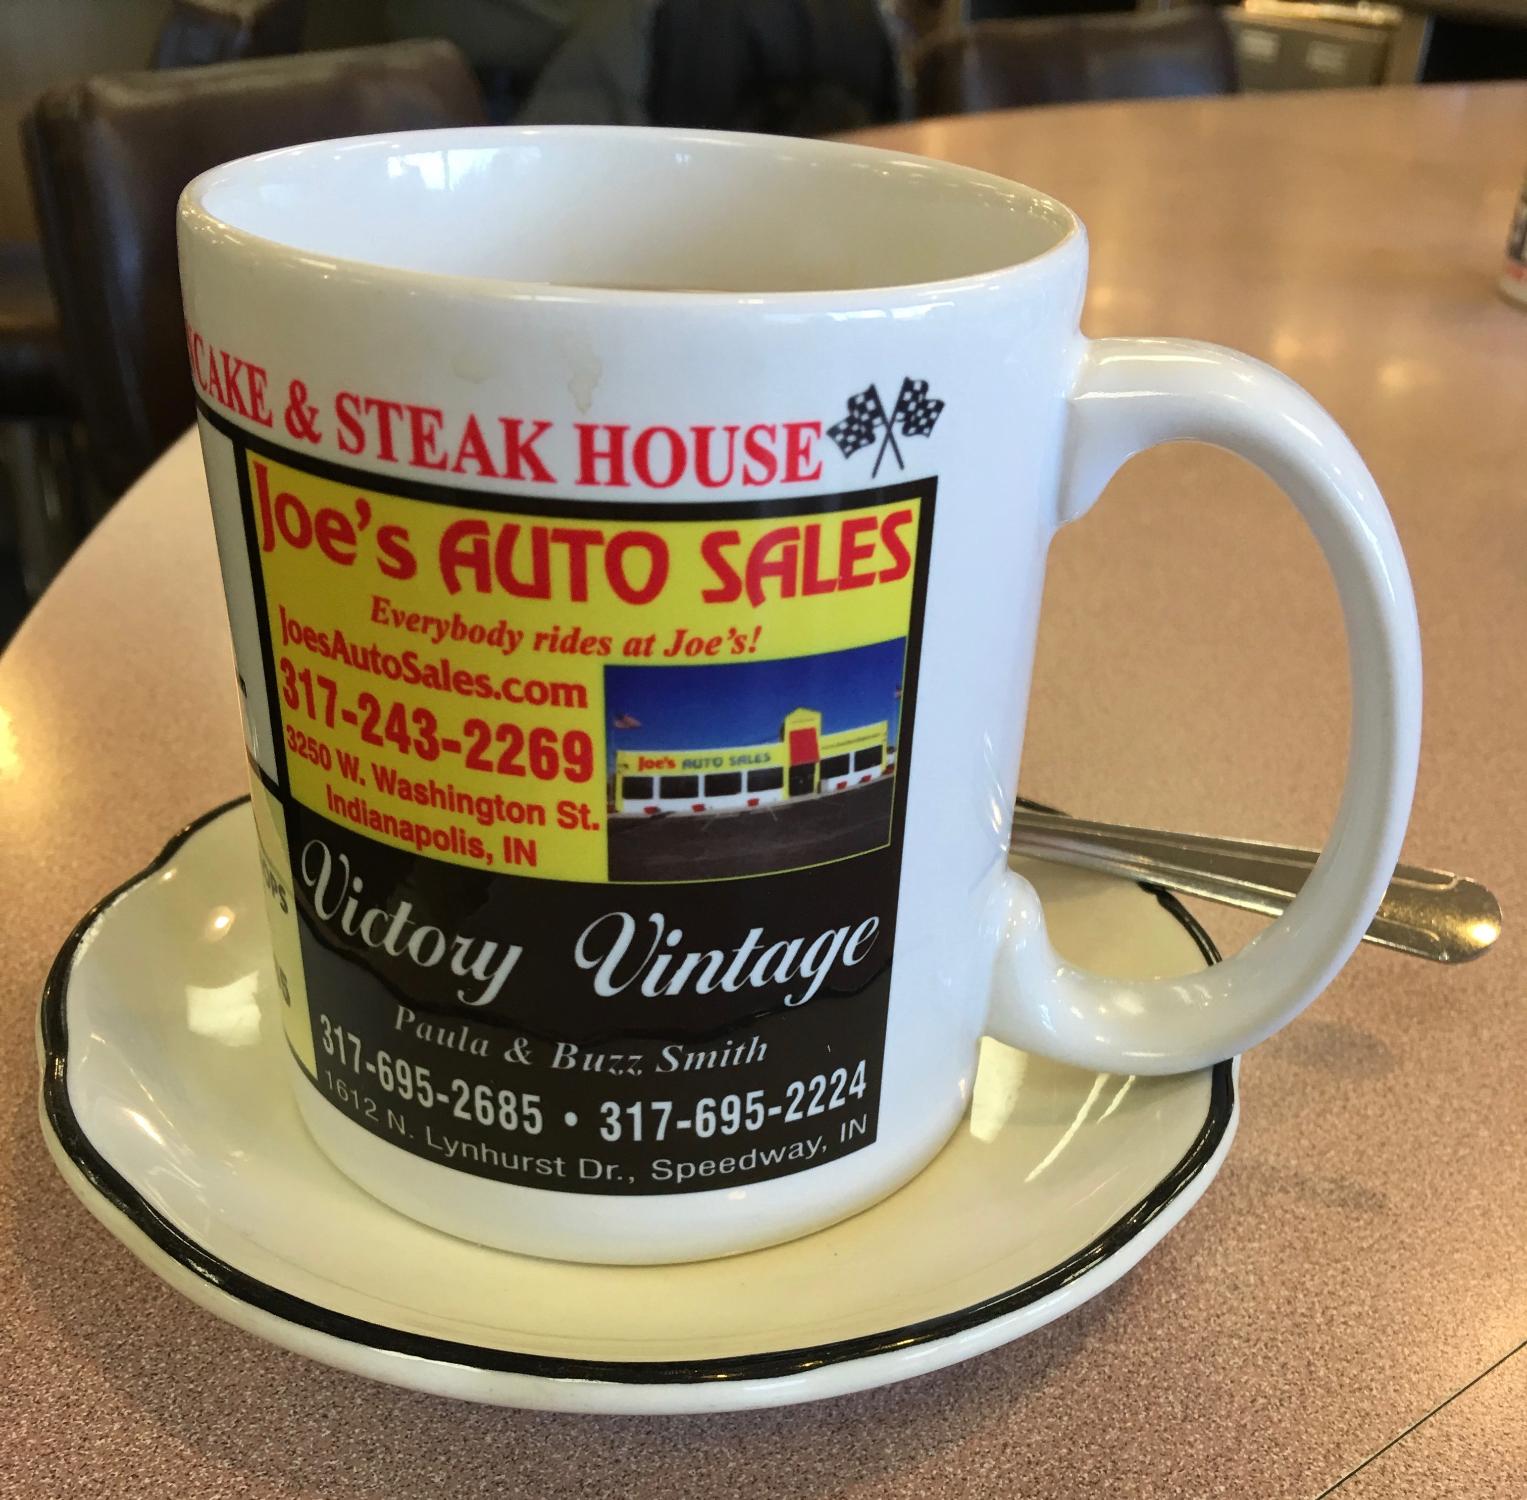 & STEAK HOUSE
Joe's AUTO SALES
Everybody rides at Joe's!
JoesAutoSales.com
317-243-2269
3250 W. Washington St.
Indianapolis, IN
Joe's AUTO SALES
Victory Vintage
Paula & Buzz Smith
317-695-2685 • 317-695-2224
1612 N. Lynhurst Dr., Speedway, IN